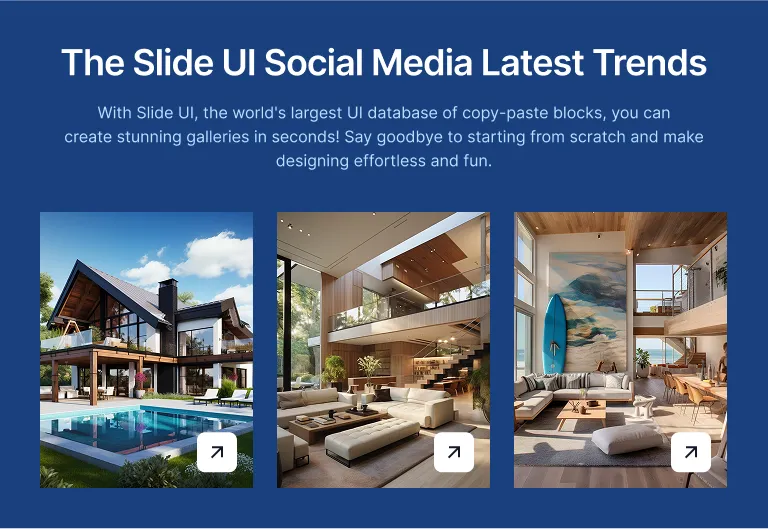 The Slide UI Social Media Latest Trends
With Slide UI, the world's largest UI database of copy-paste blocks, you can
create stunning galleries in seconds! Say goodbye to starting from scratch and make
designing effortless and fun.